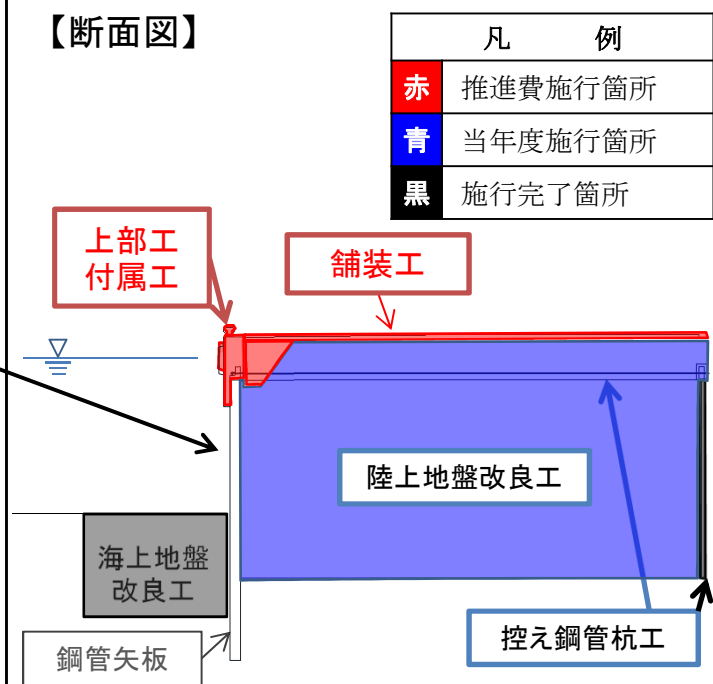 【断面図】
凡 例
赤 推進費施行箇所
青 当年度施行箇所
黒 施行完了箇所
上部工
付属工
舗装工
陸上地盤改良工
海上地盤
改良工
控え鋼管杭工
鋼管矢板